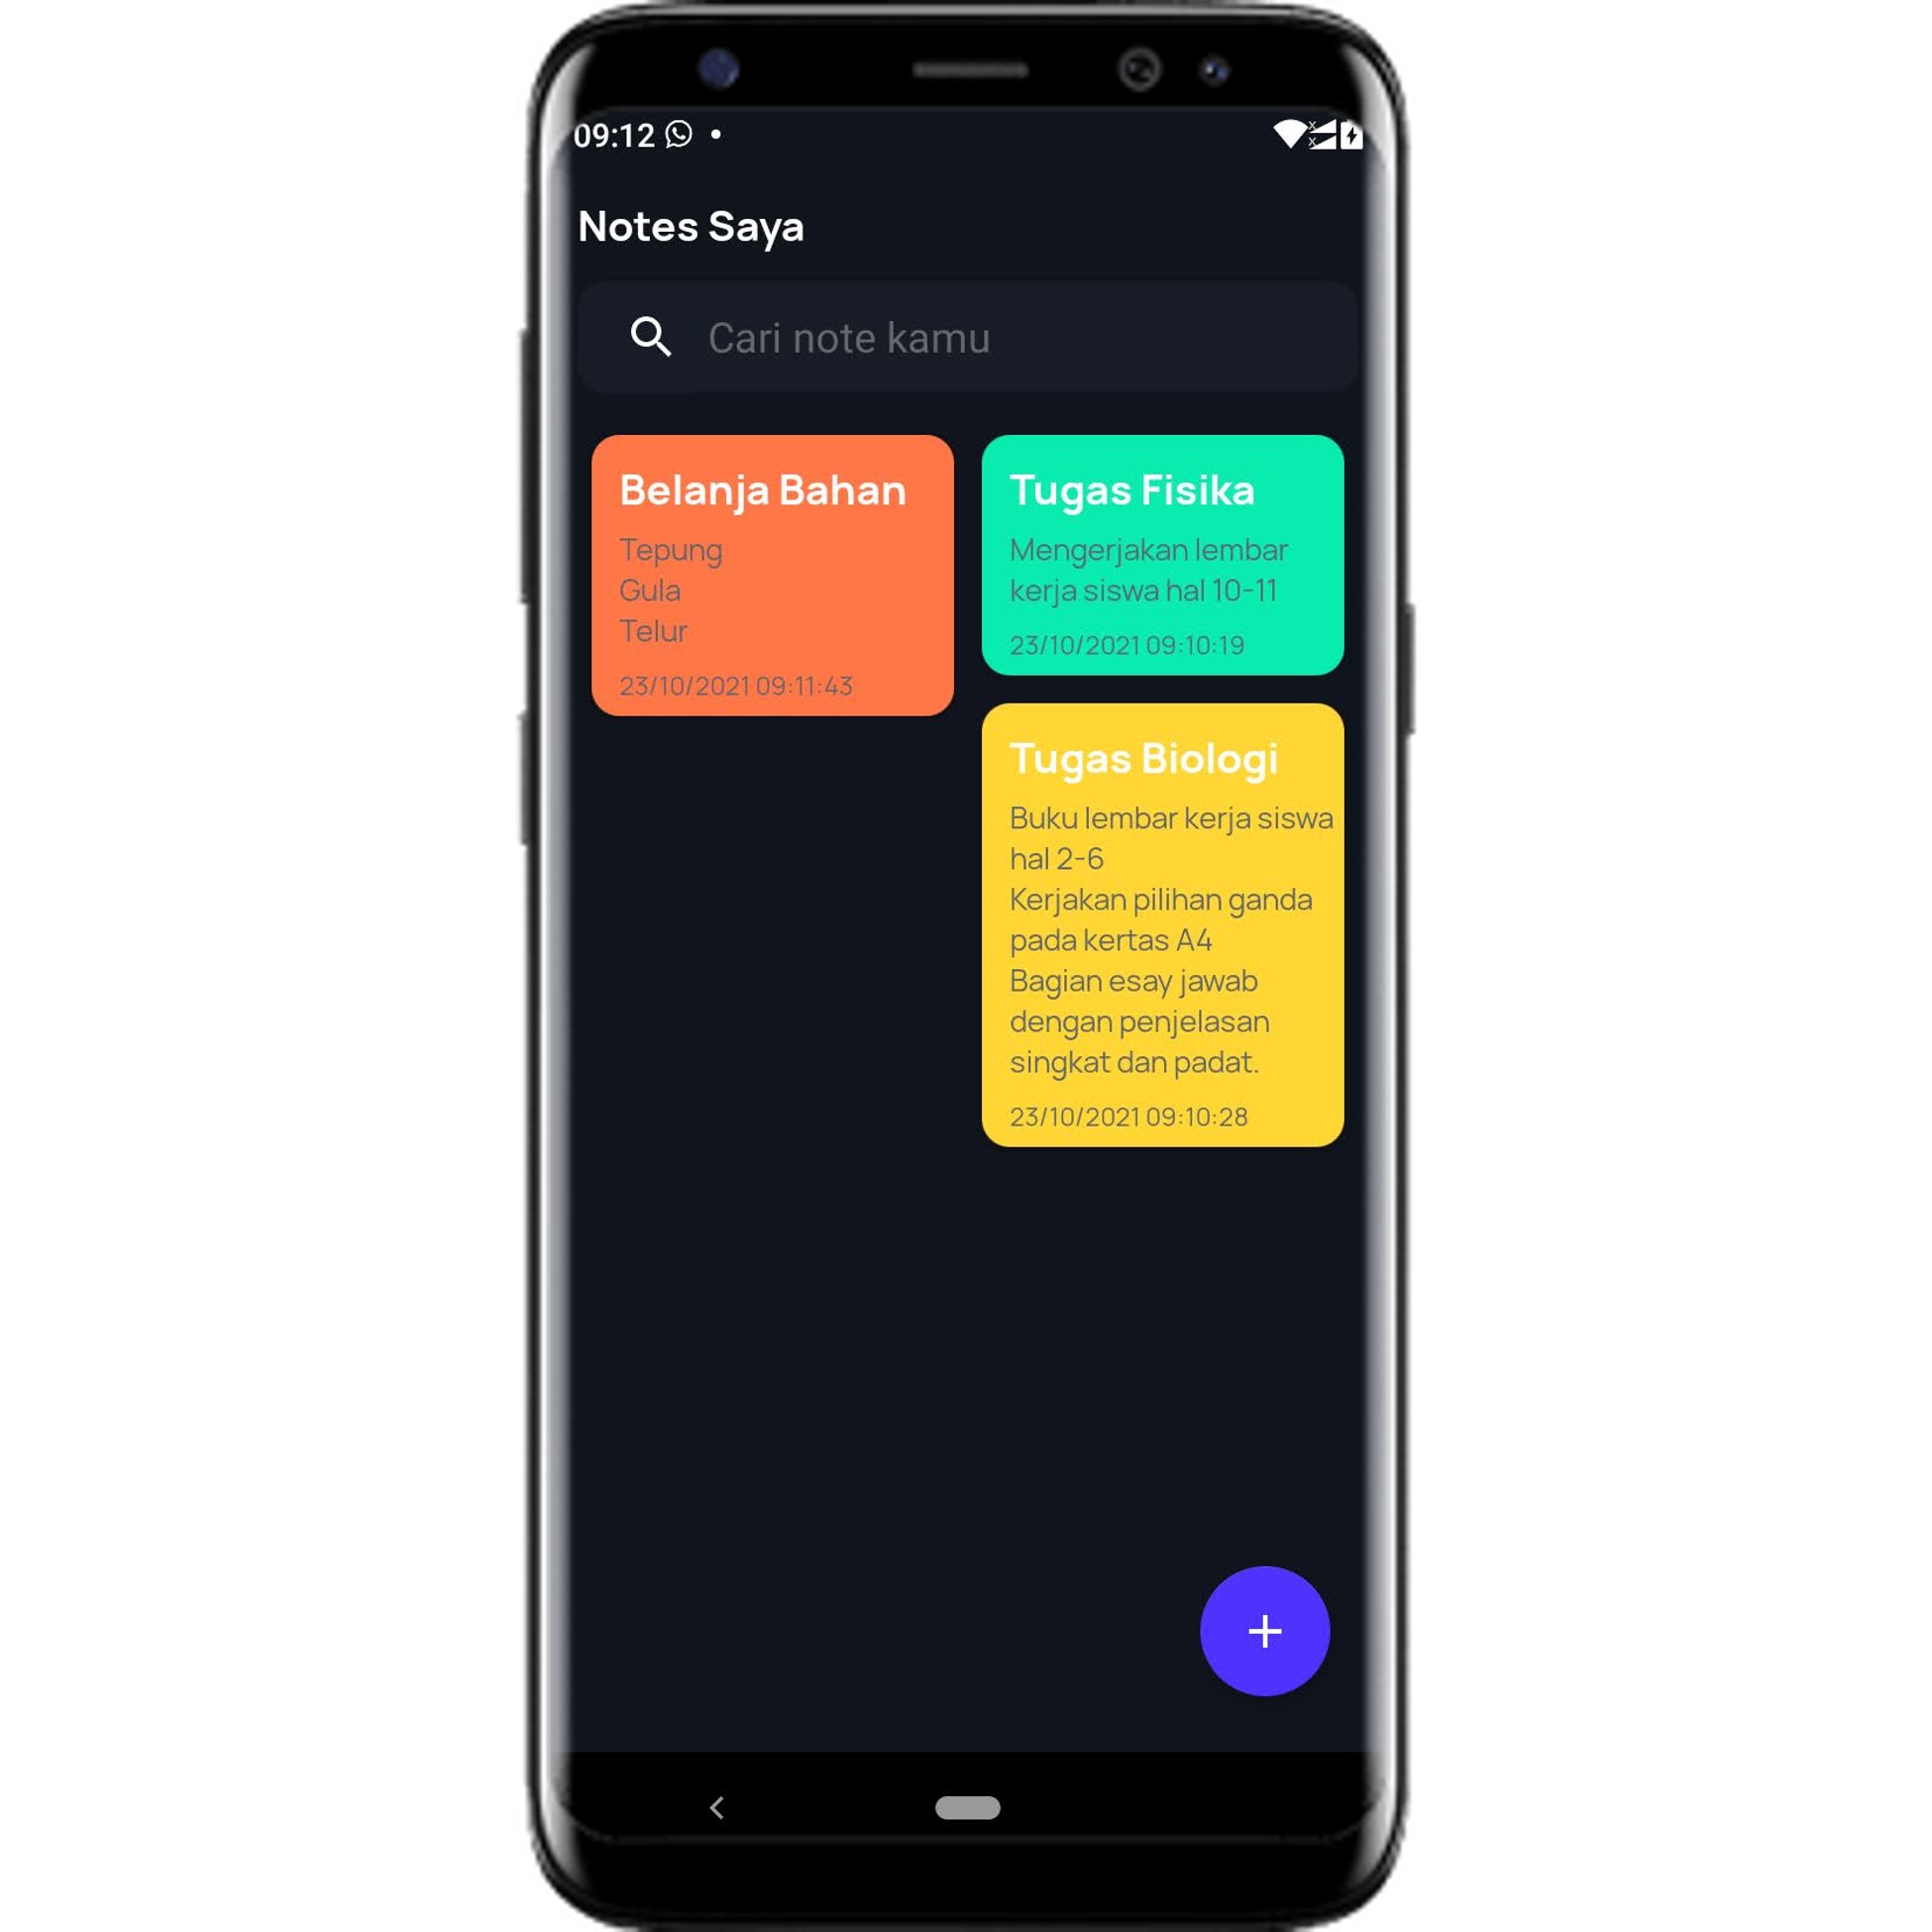 09:12
Notes Saya
Cari note kamu
Belanja Bahan
Tepung
Gula
Telur
23/10/2021 09:11:43
Tugas Fisika
Mengerjakan lembar
kerja siswa hal 10-11
23/10/2021 09:10:19
Tugas Biologi
Buku lembar kerja siswa
hal 2-6
Kerjakan pilihan ganda
pada kertas A4
Bagian esay jawab
dengan penjelasan
singkat dan padat.
23/10/2021 09:10:28